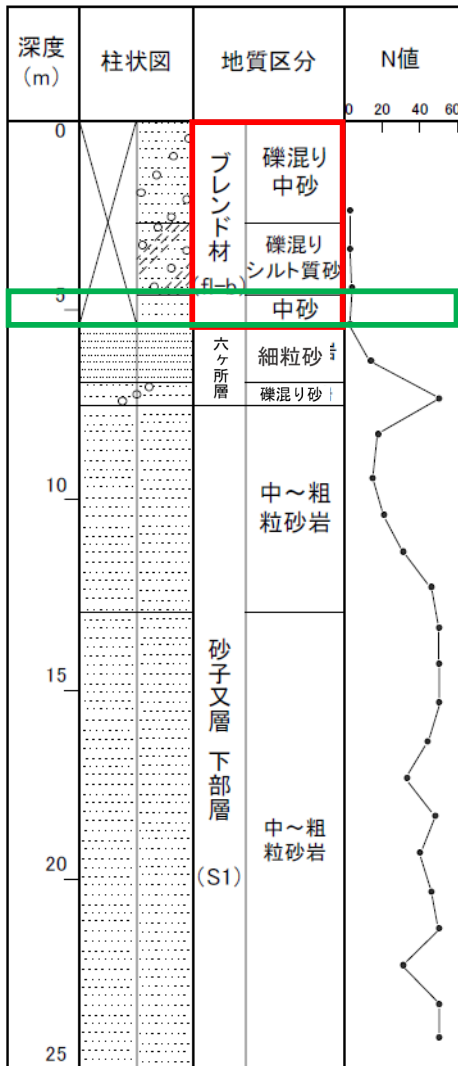 深度
(m)
柱状図
地質区分
N値
0
20
40
60
0
5
10
15
20
25
ブレンド材
(fl-b)
礫混り
中砂
礫混り
シルト質砂
中砂
六ヶ所層
細粒砂
礫混り砂
砂子又層 下部層
(S1)
中～粗
粒砂岩
中～粗
粒砂岩